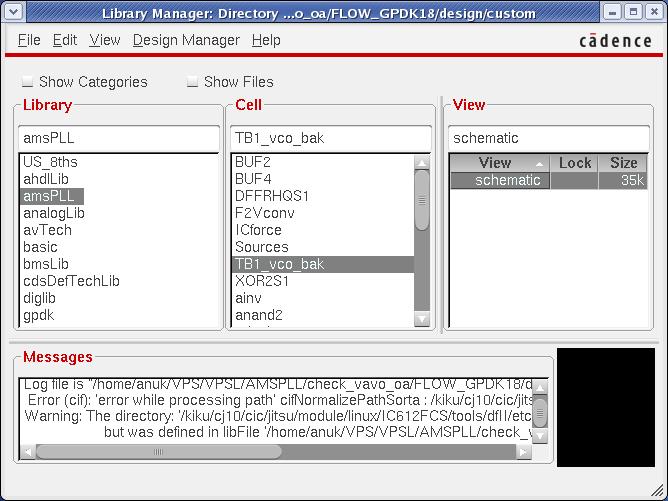 Library Manager: Directory ...o_oa/FLOW_GPDK18/design/custom
File Edit View Design Manager Help
cādence
Show Categories
Show Files
Library
Cell
View
amsPLL
TB1_vco_bak
schematic
US_8ths
ahdlLib
amsPLL
analogLib
avTech
basic
bmsLib
cdsDefTechLib
diglib
gpdk
BUF2
BUF4
DFFRHQS1
F2Vconv
ICforce
Sources
TB1_vco_bak
XOR2S1
ainv
anand2
View Lock Size
schematic 35k
Messages
Log file is "/home/anuk/VPS/VPSL/AMSPLL/check_vavo_oa/FLOW_GPDK18/d
Error (cif): 'error while processing path' cifNormalizePathSorta : /kiku/cj10/cic/jits
Warning: The directory: '/kiku/cj10/cic/jitsu/module/linux/IC612FCS/tools/dfII/etc
but was defined in libFile '/home/anuk/VPS/VPSL/AMSPLL/check_v